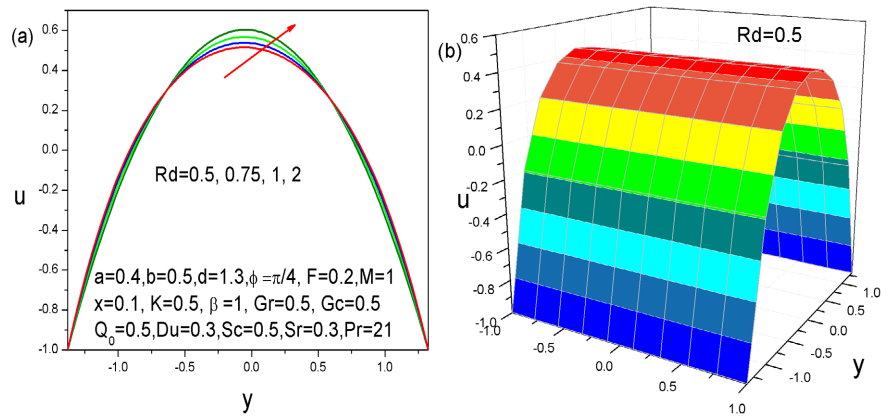 (a)
0.6
0.4
0.2
0.0
-0.2
-0.4
-0.6
-0.8
-1.0
u
Rd=0.5, 0.75, 1, 2
a=0.4,b=0.5,d=1.3,ϕ=π/4, F=0.2,M=1
x=0.1, K=0.5, β=1, Gr=0.5, Gc=0.5
Q₀=0.5,Du=0.3,Sc=0.5,Sr=0.3,Pr=21
-1.0 -0.5 0.0 0.5 1.0
y
(b)
Rd=0.5
0.6
0.4
0.2
0.0
-0.2
-0.4
-0.6
-0.8
-1.0
u
-1.0 -0.5 0.0 0.5 1.0
-1.0 -0.5 0.0 0.5 1.0
y